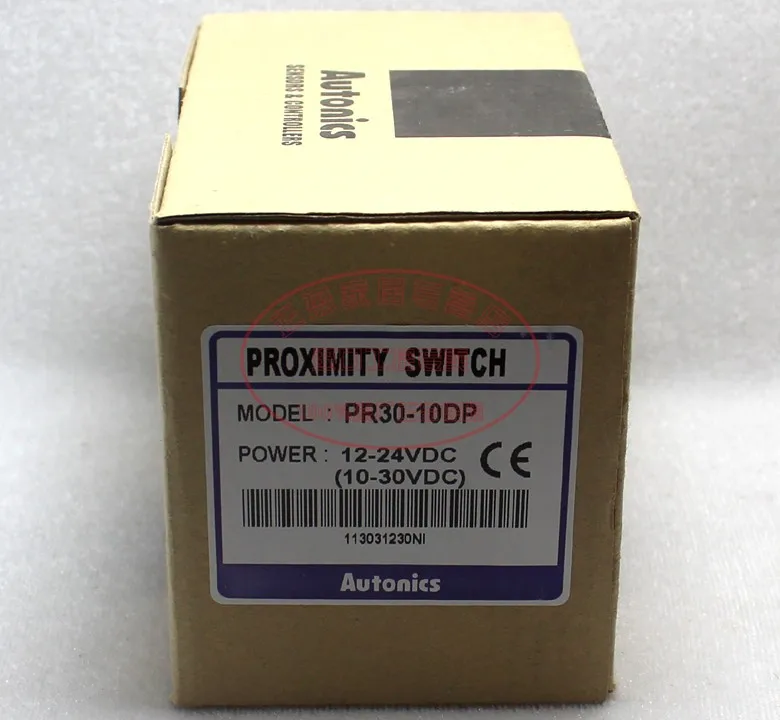 Autonics
SENSORS & CONTROLLERS
PROXIMITY SWITCH
MODEL : PR30-10DP
POWER : 12-24VDC
(10-30VDC)
CE
113031230NI
Autonics